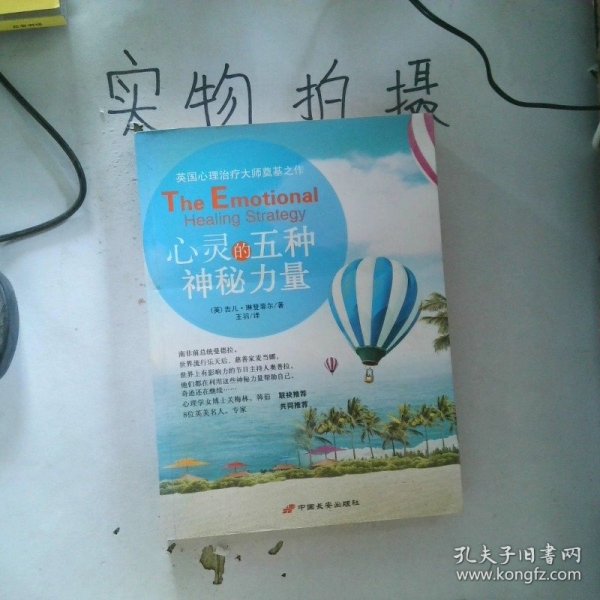 实物拍摄
英国心理治疗大师奠基之作
The Emotional
Healing Strategy
心灵的五种
神秘力量
(英)吉儿·琳登菲尔/著
王羽/译
南非前总统曼德拉,
世界流行乐天后、慈善家麦当娜,
世界上有影响力的节目主持人奥普拉,
他们都在利用这些神秘力量帮助自己,
奇迹还在继续……
心理学女博士关梅林、韩茹 联袂推荐
8位英美名人、专家 共同推荐
中国长安出版社
孔夫子旧书网
www.kongfz.com